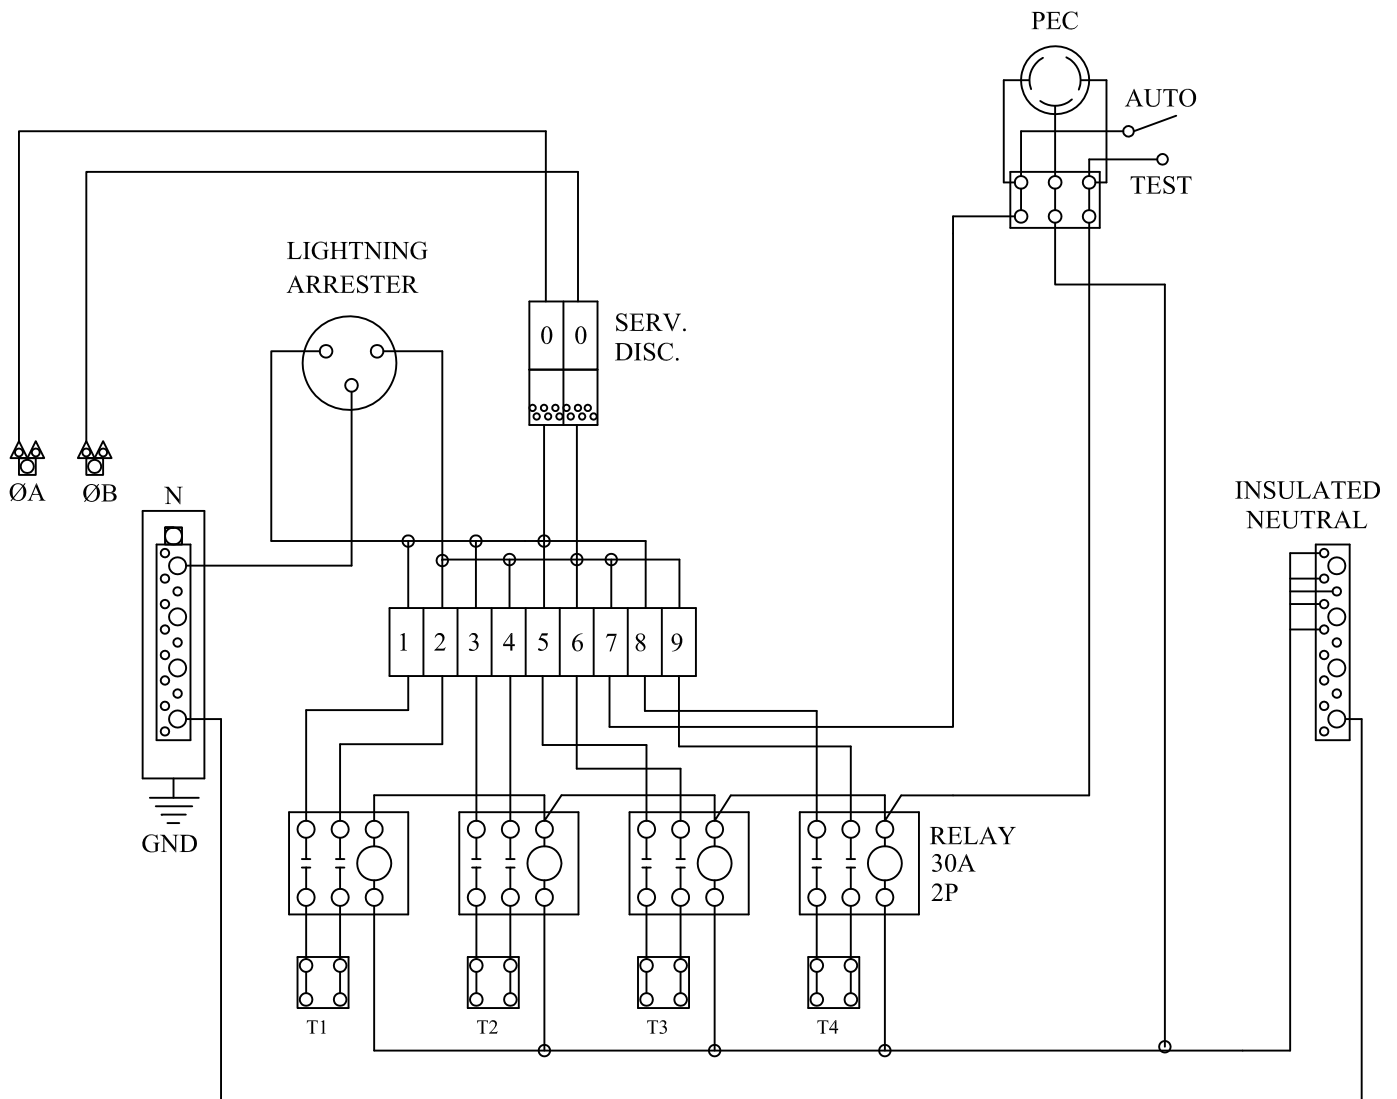 PEC
AUTO
TEST
LIGHTNING
ARRESTER
0 0
SERV.
DISC.
ØA ØB
N
INSULATED
NEUTRAL
1 2 3 4 5 6 7 8 9
GND
RELAY
30A
2P
T1 T2 T3 T4